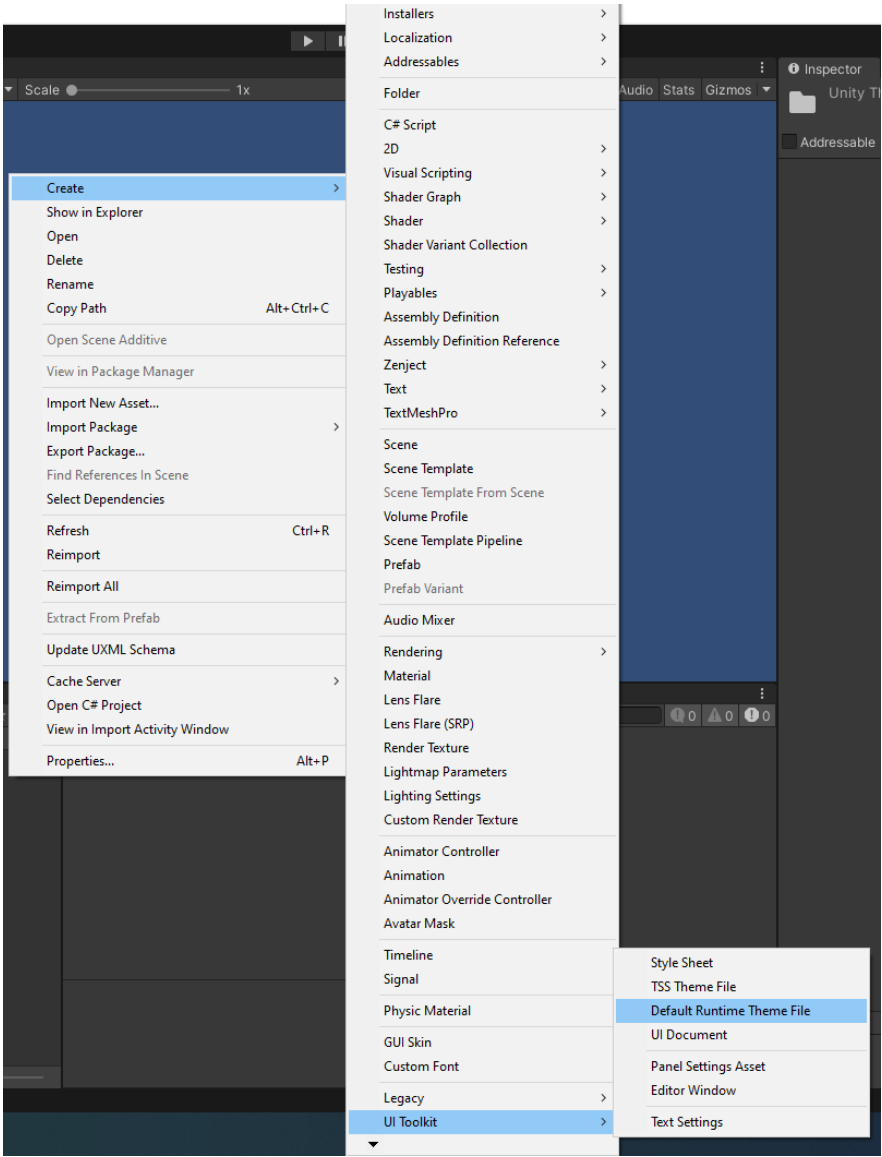 Scale
1x
Audio Stats Gizmos
Inspector
Unity Th
Addressable
0 0 0
Create
Show in Explorer
Open
Delete
Rename
Copy Path Alt+Ctrl+C
Open Scene Additive
View in Package Manager
Import New Asset...
Import Package
Export Package...
Find References In Scene
Select Dependencies
Refresh Ctrl+R
Reimport
Reimport All
Extract From Prefab
Update UXML Schema
Cache Server
Open C# Project
View in Import Activity Window
Properties... Alt+P
Installers
Localization
Addressables
Folder
C# Script
2D
Visual Scripting
Shader Graph
Shader
Shader Variant Collection
Testing
Playables
Assembly Definition
Assembly Definition Reference
Zenject
Text
TextMeshPro
Scene
Scene Template
Scene Template From Scene
Volume Profile
Scene Template Pipeline
Prefab
Prefab Variant
Audio Mixer
Rendering
Material
Lens Flare
Lens Flare (SRP)
Render Texture
Lightmap Parameters
Lighting Settings
Custom Render Texture
Animator Controller
Animation
Animator Override Controller
Avatar Mask
Timeline
Signal
Physic Material
GUI Skin
Custom Font
Legacy
UI Toolkit
Style Sheet
TSS Theme File
Default Runtime Theme File
UI Document
Panel Settings Asset
Editor Window
Text Settings